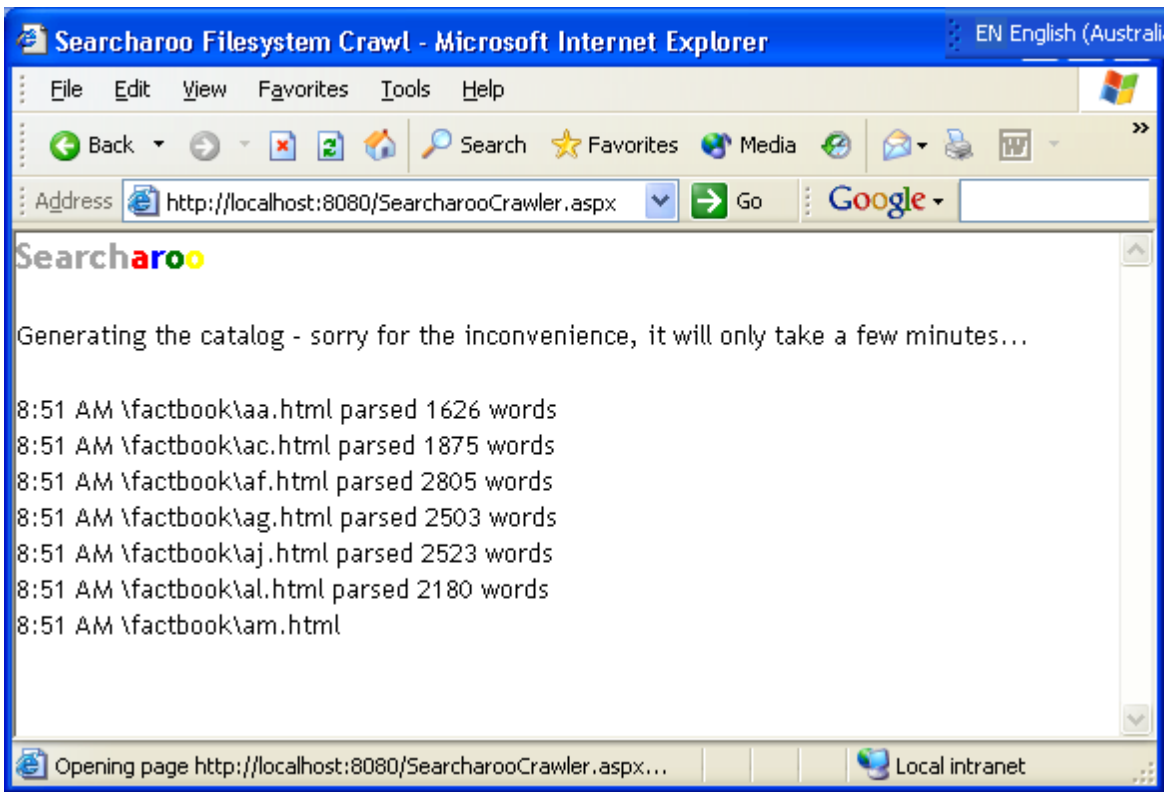 Searcharoo Filesystem Crawl - Microsoft Internet Explorer
EN English (Australia
File Edit View Favorites Tools Help
Back Search Favorites Media W »
Address http://localhost:8080/SearcharooCrawler.aspx Go Google
Searcharoo
Generating the catalog - sorry for the inconvenience, it will only take a few minutes...
8:51 AM \factbook\aa.html parsed 1626 words
8:51 AM \factbook\ac.html parsed 1875 words
8:51 AM \factbook\af.html parsed 2805 words
8:51 AM \factbook\ag.html parsed 2503 words
8:51 AM \factbook\aj.html parsed 2523 words
8:51 AM \factbook\al.html parsed 2180 words
8:51 AM \factbook\am.html
Opening page http://localhost:8080/SearcharooCrawler.aspx... Local intranet